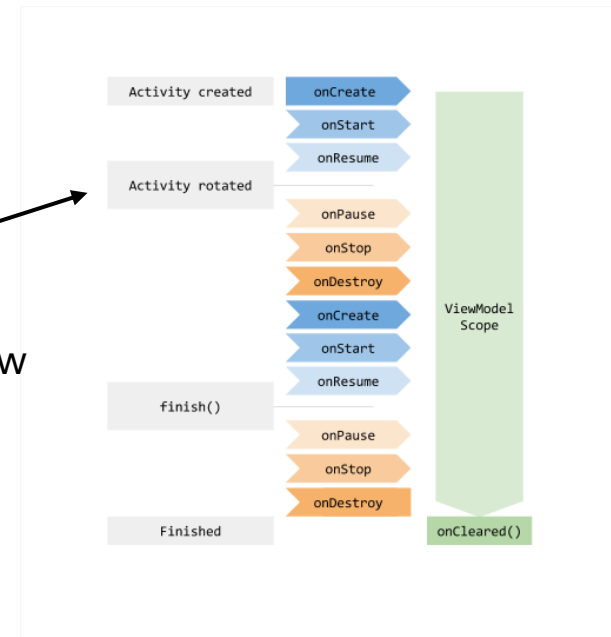 Activity created
onCreate
onStart
onResume
Activity rotated
onPause
onStop
onDestroy
onCreate
onStart
onResume
ViewModel
Scope
w
finish()
onPause
onStop
onDestroy
Finished
onCleared()